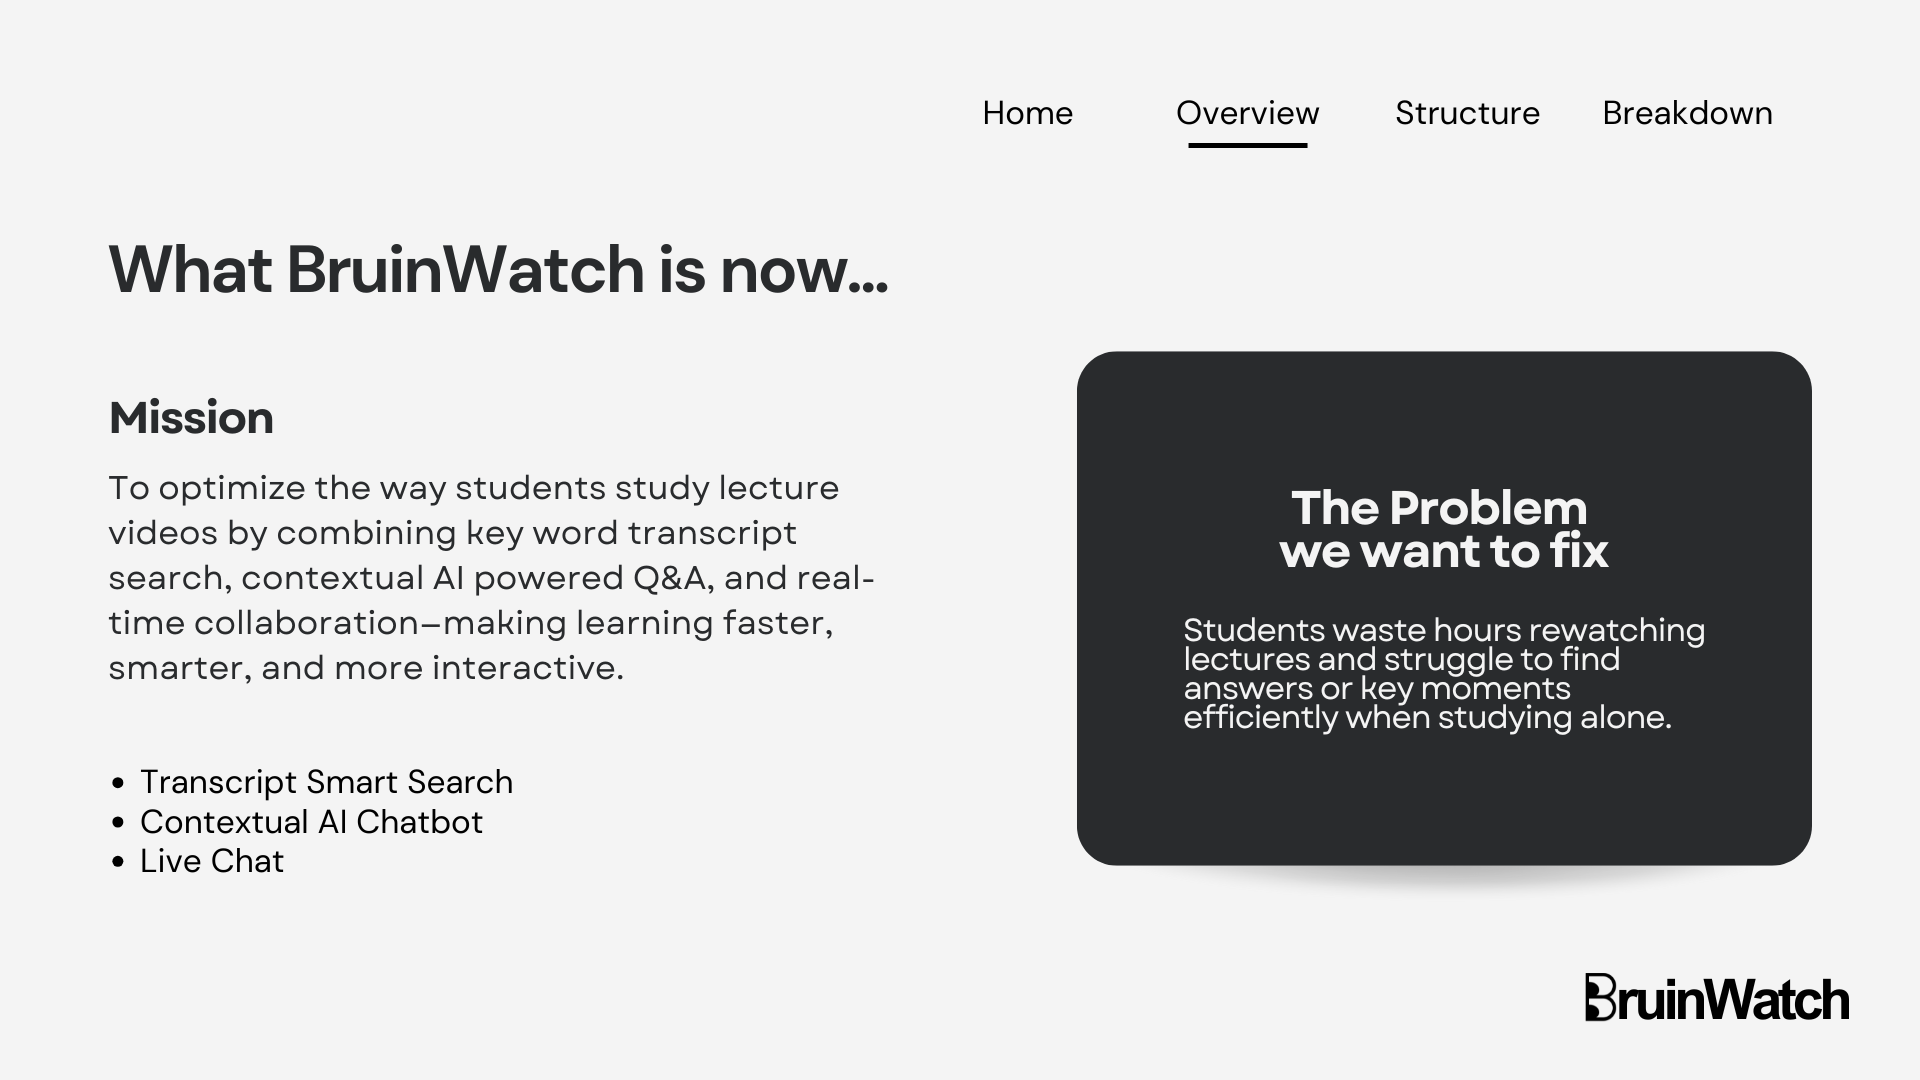 Home Overview Structure Breakdown
What BruinWatch is now...
Mission
To optimize the way students study lecture
videos by combining key word transcript
search, contextual AI powered Q&A, and real-
time collaboration—making learning faster,
smarter, and more interactive.
• Transcript Smart Search
• Contextual AI Chatbot
• Live Chat
The Problem
we want to fix
Students waste hours rewatching
lectures and struggle to find
answers or key moments
efficiently when studying alone.
BruinWatch